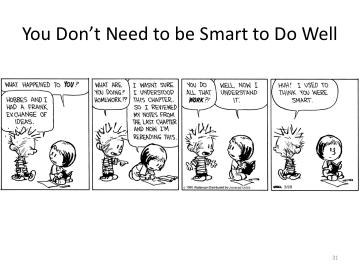 You Don't Need to be Smart to Do Well
WHAT HAPPENED TO YOU?
HOBBES AND I
HAD A FRANK
EXCHANGE OF
IDEAS.
WHAT ARE
YOU DOING?
HOMEWORK??
I WASN'T SURE
I UNDERSTOOD
THIS CHAPTER,
SO I REVIEWED
MY NOTES FROM
THE LAST CHAPTER
AND NOW I'M
REREADING THIS.
YOU DO
ALL THAT
WORK??
WELL, NOW I
UNDERSTAND
IT.
HUH! I USED TO
THINK YOU WERE
SMART.
31